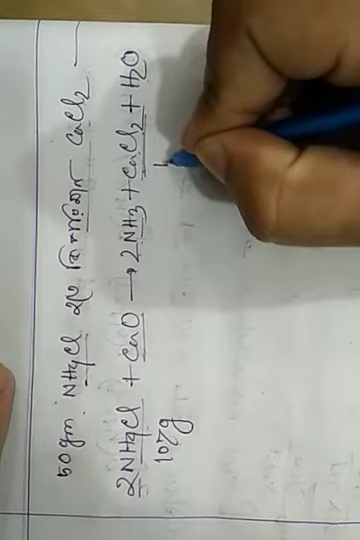 50gm. NH4Cl CaCl2 —
2NH4Cl + CaO → 2NH3 + CaCl2 + H2O
107g